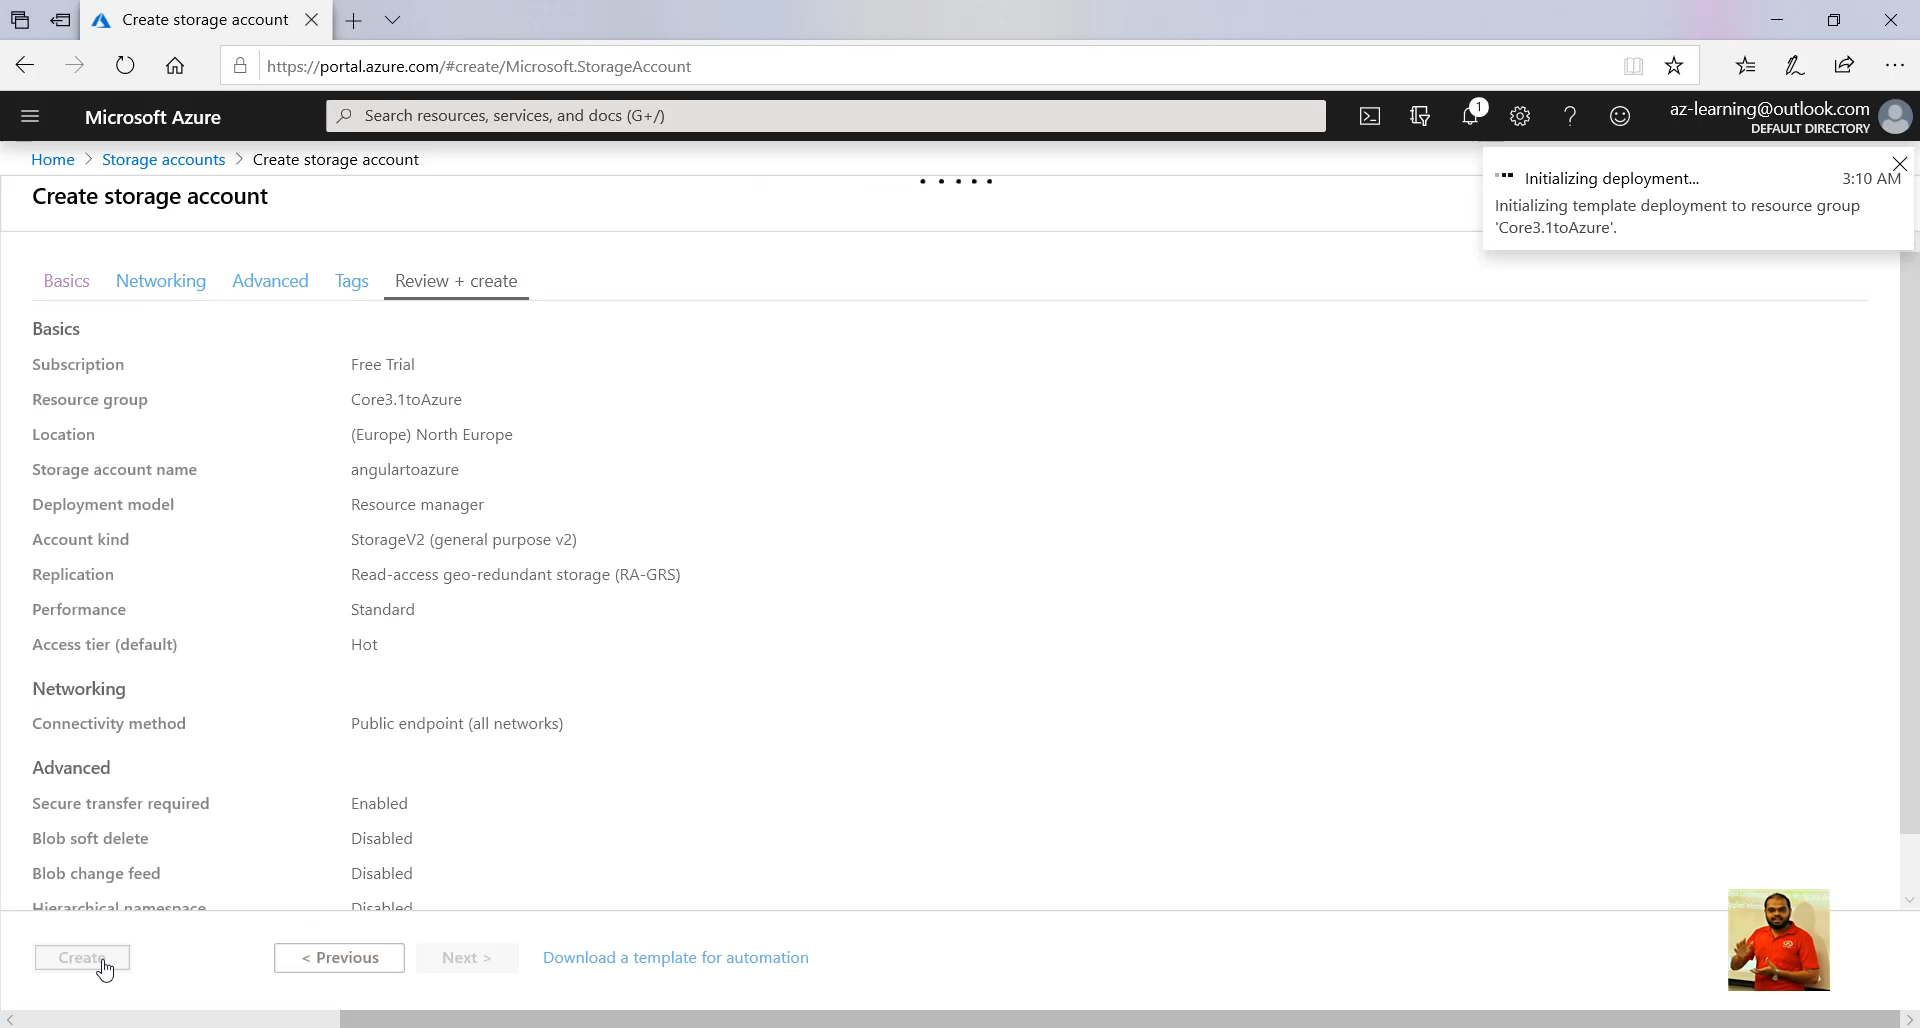 Create storage account
https://portal.azure.com/#create/Microsoft.StorageAccount
Microsoft Azure
Search resources, services, and docs (G+/)
1
az-learning@outlook.com
DEFAULT DIRECTORY
Home > Storage accounts > Create storage account
Create storage account
Initializing deployment... 3:10 AM
Initializing template deployment to resource group
'Core3.1toAzure'.
Basics Networking Advanced Tags Review + create
Basics
Subscription Free Trial
Resource group Core3.1toAzure
Location (Europe) North Europe
Storage account name angulartoazure
Deployment model Resource manager
Account kind StorageV2 (general purpose v2)
Replication Read-access geo-redundant storage (RA-GRS)
Performance Standard
Access tier (default) Hot
Networking
Connectivity method Public endpoint (all networks)
Advanced
Secure transfer required Enabled
Blob soft delete Disabled
Blob change feed Disabled
Hierarchical namespace Disabled
Create < Previous Next > Download a template for automation